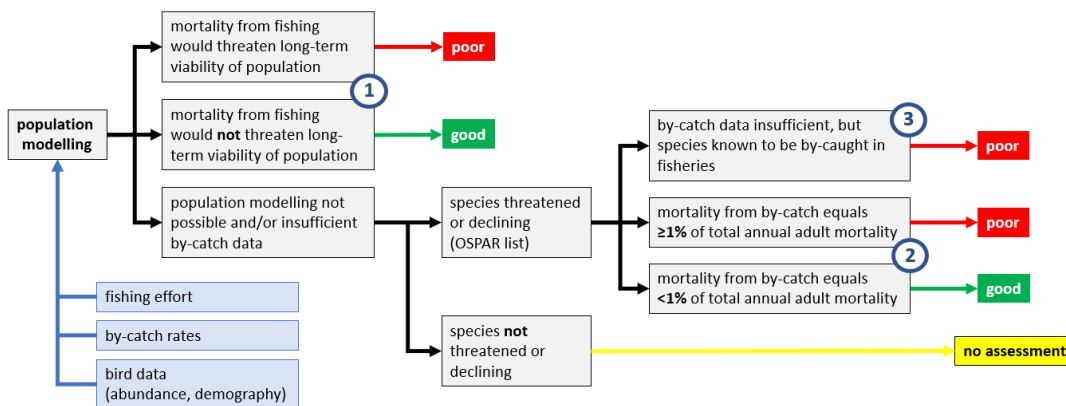 mortality from fishing
would threaten long-term
viability of population
poor
1
population
modelling
mortality from fishing
would not threaten long-
term viability of population
good
3
by-catch data insufficient, but
species known to be by-caught in
fisheries
poor
population modelling not
possible and/or insufficient
by-catch data
species threatened
or declining
(OSPAR list)
mortality from by-catch equals
≥1% of total annual adult mortality
poor
2
mortality from by-catch equals
<1% of total annual adult mortality
good
fishing effort
by-catch rates
bird data
(abundance, demography)
species not
threatened or
declining
no assessment